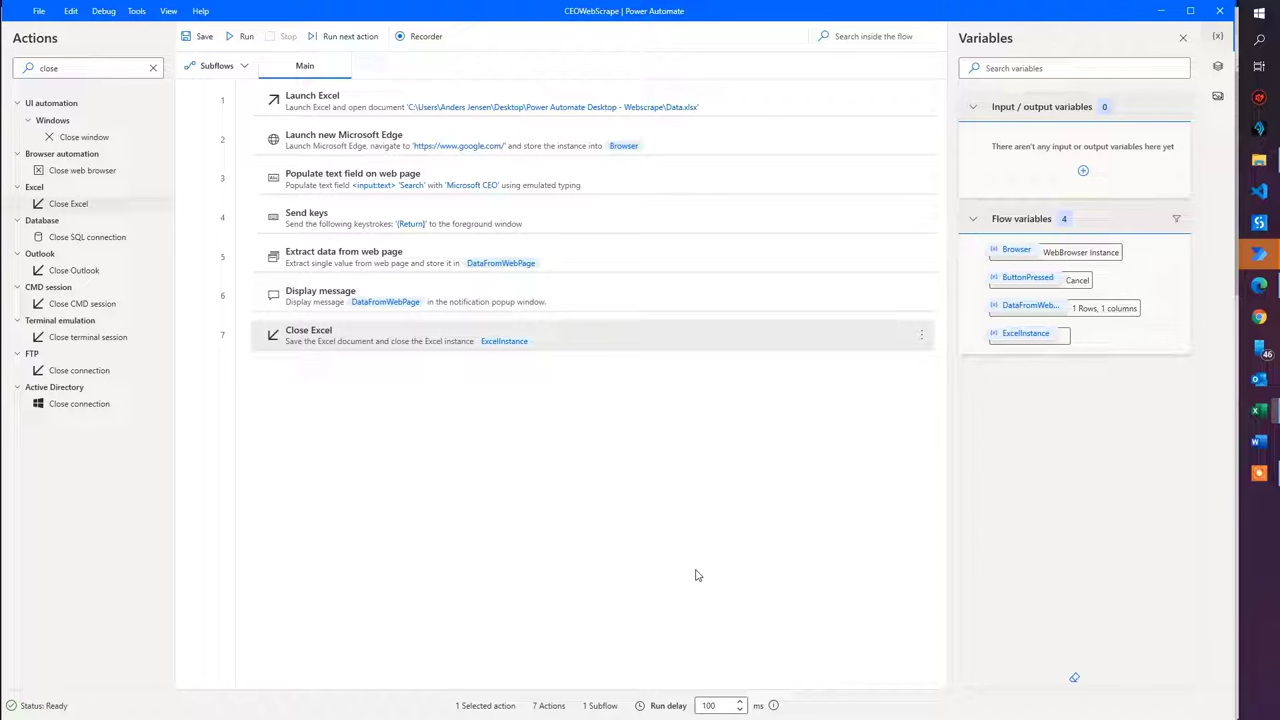 File Edit Debug Tools View Help
CEOWebScrape | Power Automate
Actions
close
UI automation
Windows
Close window
Browser automation
Close web browser
Excel
Close Excel
Database
Close SQL connection
Outlook
Close Outlook
CMD session
Close CMD session
Terminal emulation
Close terminal session
FTP
Close connection
Active Directory
Close connection
Save Run Stop Run next action Recorder
Search inside the flow
Subflows Main
1 Launch Excel
Launch Excel and open document 'C:\Users\Anders Jensen\Desktop\Power Automate Desktop - Webscrape\Data.xlsx'
2 Launch new Microsoft Edge
Launch Microsoft Edge, navigate to 'https://www.google.com/' and store the instance into Browser
3 Populate text field on web page
Populate text field <input:text> 'Search' with 'Microsoft CEO' using emulated typing
4 Send keys
Send the following keystrokes: '{Return}' to the foreground window
5 Extract data from web page
Extract single value from web page and store it in DataFromWebPage
6 Display message
Display message DataFromWebPage in the notification popup window.
7 Close Excel
Save the Excel document and close the Excel instance ExcelInstance
Variables
Search variables
Input / output variables 0
There aren't any input or output variables here yet
Flow variables 4
Browser WebBrowser Instance
ButtonPressed Cancel
DataFromWeb... 1 Rows, 1 columns
ExcelInstance
46
Status: Ready 1 Selected action 7 Actions 1 Subflow Run delay 100 ms